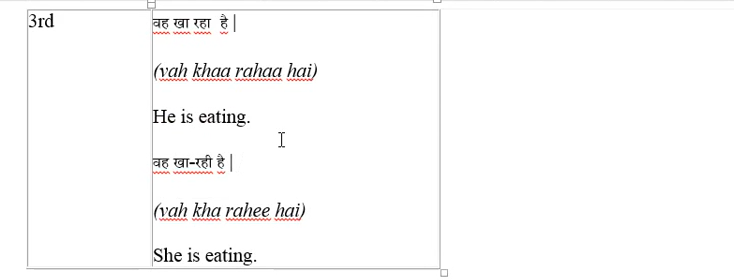 3rd
वह खा रहा है |
(vah khaa rahaa hai)
He is eating.
वह खा-रही है |
(vah kha rahee hai)
She is eating.